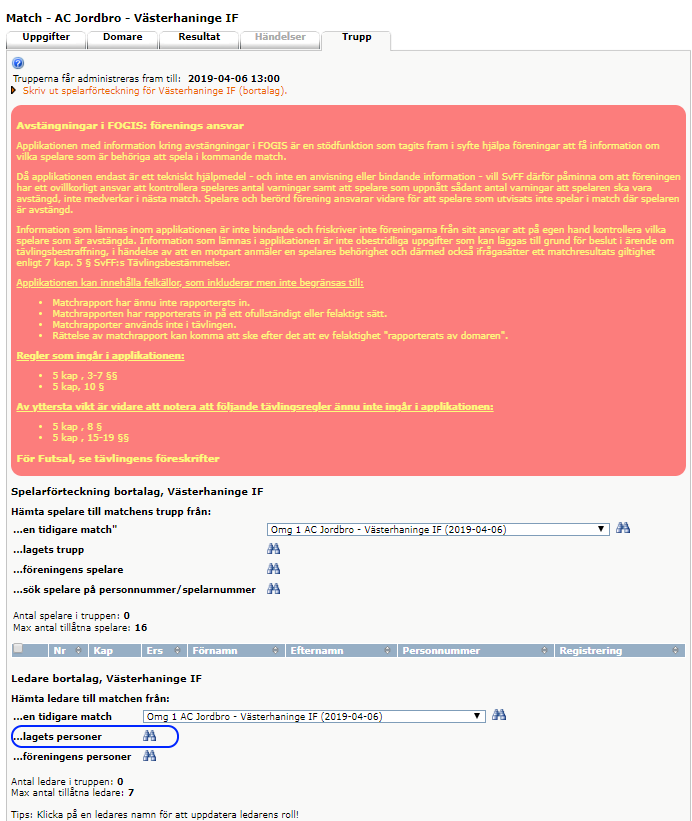 Match - AC Jordbro - Västerhaninge IF
Uppgifter Domare Resultat Händelser Trupp
Trupperna får administreras fram till: 2019-04-06 13:00
Skriv ut spelarförteckning för Västerhaninge IF (bortalag).
Avstängningar i FOGIS: förenings ansvar
Applikationen med information kring avstängningar i FOGIS är en stödfunktion som tagits fram i syfte hjälpa föreningar att få information om
vilka spelare som är behöriga att spela i kommande match.
Då applikationen endast är ett tekniskt hjälpmedel - och inte en anvisning eller bindande information - vill SvFF därför påminna om att föreningen
har ett ovillkorligt ansvar att kontrollera spelares antal varningar samt att spelare som uppnått sådant antal varningar att spelaren ska vara
avstängd, inte medverkar i nästa match. Spelare och berörd förening ansvarar vidare för att spelare som utvisats inte spelar i match där spelaren
är avstängd.
Information som lämnas inom applikationen är inte bindande och friskriver inte föreningarna från sitt ansvar att på egen hand kontrollera vilka
spelare som är avstängda. Information som lämnas i applikationen är inte obestridliga uppgifter som kan läggas till grund för beslut i ärende om
tävlingsbestraffning, i händelse av att en motpart anmäler en spelares behörighet och därmed också ifrågasätter ett matchresultats giltighet
enligt 7 kap. 5 § SvFF:s Tävlingsbestämmelser.
Applikationen kan innehålla felkällor, som inkluderar men inte begränsas till:
• Matchrapport har ännu inte rapporterats in.
• Matchrapporten har rapporterats in på ett ofullständigt eller felaktigt sätt.
• Matchrapporter används inte i tävlingen.
• Rättelse av matchrapport kan komma att ske efter det att ev felaktighet "rapporterats av domaren".
Regler som ingår i applikationen:
• 5 kap , 3-7 §§
• 5 kap, 10 §
Av yttersta vikt är vidare att notera att följande tävlingsregler ännu inte ingår i applikationen:
• 5 kap , 8 §
• 5 kap , 15-19 §§
För Futsal, se tävlingens föreskrifter
Spelarförteckning bortalag, Västerhaninge IF
Hämta spelare till matchens trupp från:
...en tidigare match" Omg 1 AC Jordbro - Västerhaninge IF (2019-04-06)
...lagets trupp
...föreningens spelare
...sök spelare på personnummer/spelarnummer
Antal spelare i truppen: 0
Max antal tillåtna spelare: 16
Nr Kap Ers Förnamn Efternamn Personnummer Registrering
Ledare bortalag, Västerhaninge IF
Hämta ledare till matchen från:
...en tidigare match Omg 1 AC Jordbro - Västerhaninge IF (2019-04-06)
...lagets personer
...föreningens personer
Antal ledare i truppen: 0
Max antal tillåtna ledare: 7
Tips: Klicka på en ledares namn för att uppdatera ledarens roll!